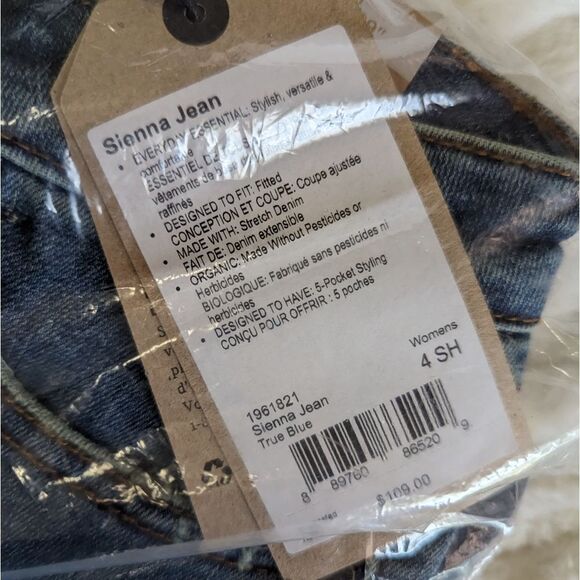 Sienna Jean
• EVERYDAY ESSENTIAL: Stylish, versatile &
comfortable
ESSENTIEL
vêtements de
raffinés
• DESIGNED TO FIT: Fitted
CONCEPTION ET COUPE: Coupe ajustée
• MADE WITH: Stretch Denim
FAIT DE: Denim extensible
• ORGANIC: Made Without Pesticides or
Herbicides
BIOLOGIQUE: Fabriqué sans pesticides ni
herbicides
• DESIGNED TO HAVE: 5-Pocket Styling
CONÇU POUR OFFRIR : 5 poches
Womens
4 SH
1961821
Sienna Jean
True Blue
8 89760 86520 9
$109.00